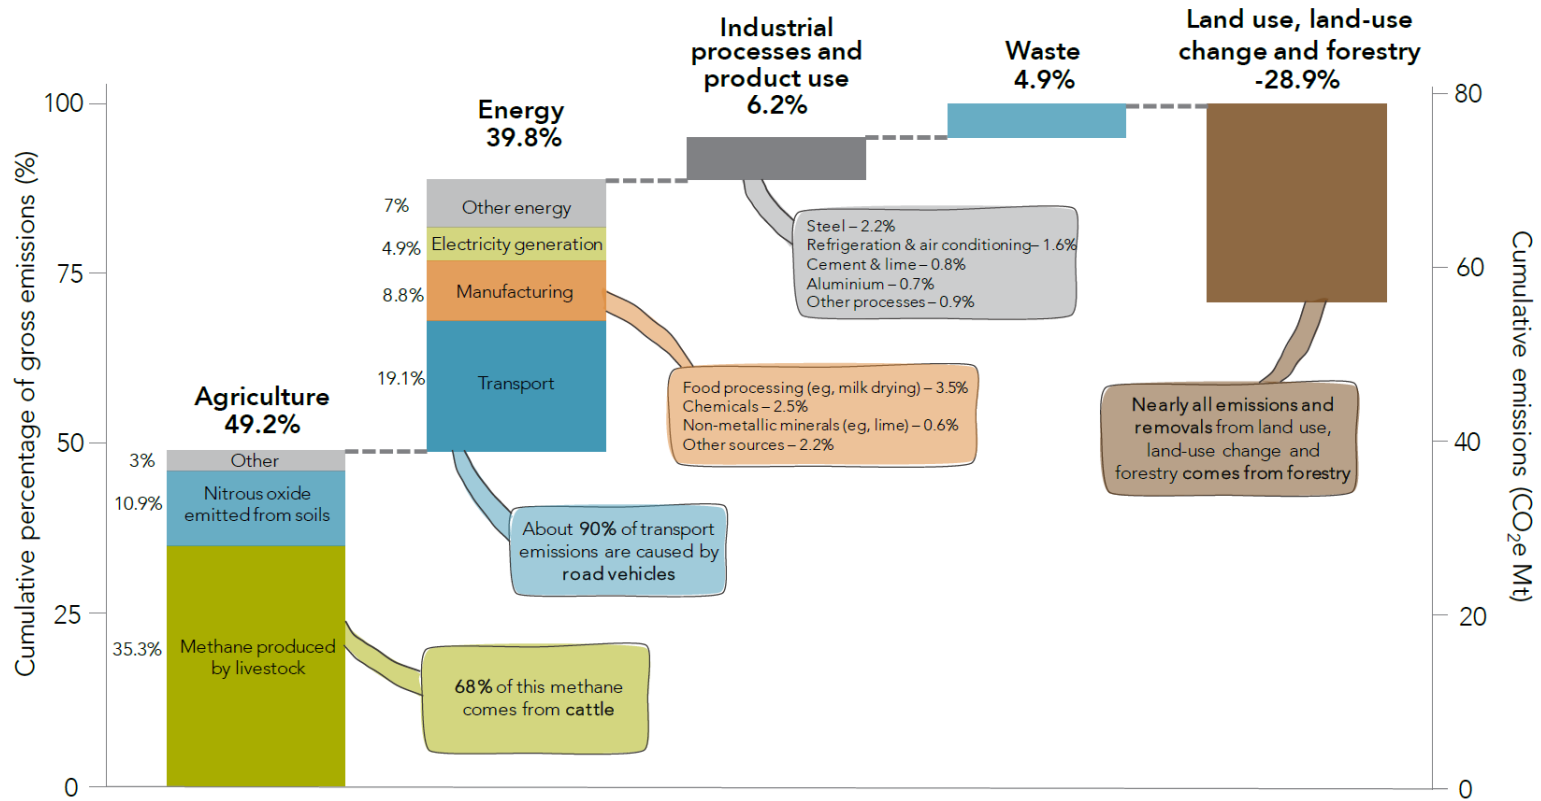 Cumulative percentage of gross emissions (%)
100
75
50
25
0
Agriculture
49.2%
3%
Other
10.9%
Nitrous oxide
emitted from soils
35.3%
Methane produced
by livestock
68% of this methane
comes from cattle
Energy
39.8%
7%
Other energy
4.9%
Electricity generation
8.8%
Manufacturing
19.1%
Transport
About 90% of transport
emissions are caused by
road vehicles
Food processing (eg, milk drying) – 3.5%
Chemicals – 2.5%
Non-metallic minerals (eg, lime) – 0.6%
Other sources – 2.2%
Industrial
processes and
product use
6.2%
Steel – 2.2%
Refrigeration & air conditioning– 1.6%
Cement & lime – 0.8%
Aluminium – 0.7%
Other processes – 0.9%
Waste
4.9%
Land use, land-use
change and forestry
-28.9%
Nearly all emissions and
removals from land use,
land-use change and
forestry comes from forestry
80
60
40
20
0
Cumulative emissions (CO₂e Mt)